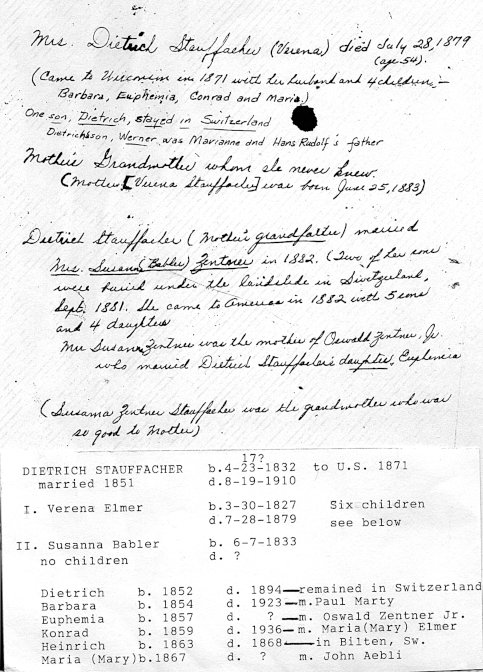 Mrs. Dietrich Stauffacher (Verena) died July 28, 1879
(age 54).
(Came to Wisconsin in 1871 with her husband and 4 children, —
Barbara, Euphemia, Conrad and Maria.)
One son, Dietrich, stayed in Switzerland
Dietrich's son, Werner was Marianne and Hans Rudolf's father
Mother's Grandmother whom she never knew.
(Mother [Verena Stauffacher] was born June 25, 1883)
Dietrich Stauffacher (Mother's grandfather) married
Mrs. Susanna (Babler) Zentner in 1882. (Two of her sons
were buried under the landslide in Switzerland,
Sept. 1881. She came to America in 1882 with 5 sons
and 4 daughters
Mrs Susanna Zentner was the mother of Oswald Zentner, Jr.
who married Dietrich Stauffacher's daughter, Euphemia
(Susanna Zentner Stauffacher was the grandmother who was
so good to Mother)
17?
DIETRICH STAUFFACHER b.4-23-1832 to U.S. 1871
married 1851 d.8-19-1910
I. Verena Elmer b.3-30-1827 Six children
d.7-28-1879 see below
II. Susanna Babler b. 6-7-1833
no children d. ?
Dietrich b. 1852 d. 1894—remained in Switzerland
Barbara b. 1854 d. 1923—m.Paul Marty
Euphemia b. 1857 d. ? —m. Oswald Zentner Jr.
Konrad b. 1859 d. 1936—m. Maria(Mary) Elmer
Heinrich b. 1863 d. 1868—in Bilten, Sw.
Maria (Mary)b.1867 d. ? m. John Aebli